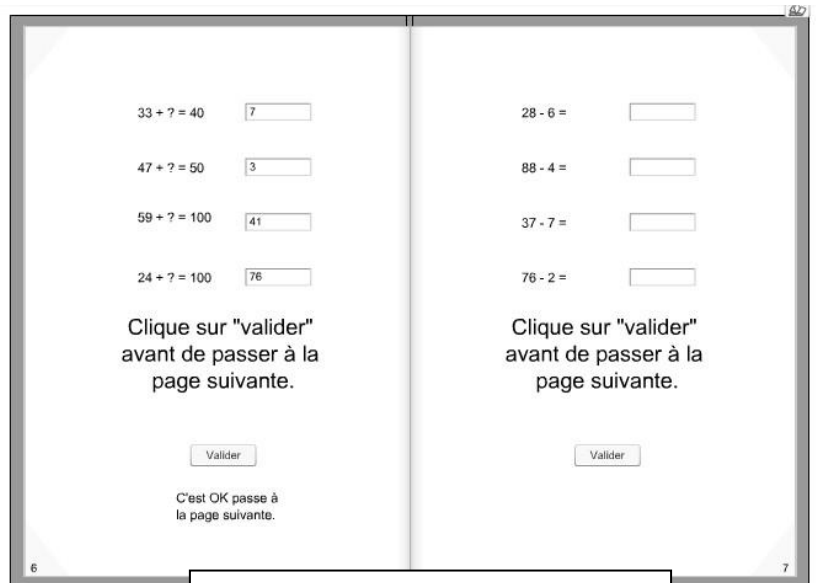 33 + ? = 40 7
47 + ? = 50 3
59 + ? = 100 41
24 + ? = 100 76
Clique sur "valider"
avant de passer à la
page suivante.
Valider
C'est OK passe à
la page suivante.
6
28 - 6 =
88 - 4 =
37 - 7 =
76 - 2 =
Clique sur "valider"
avant de passer à la
page suivante.
Valider
7